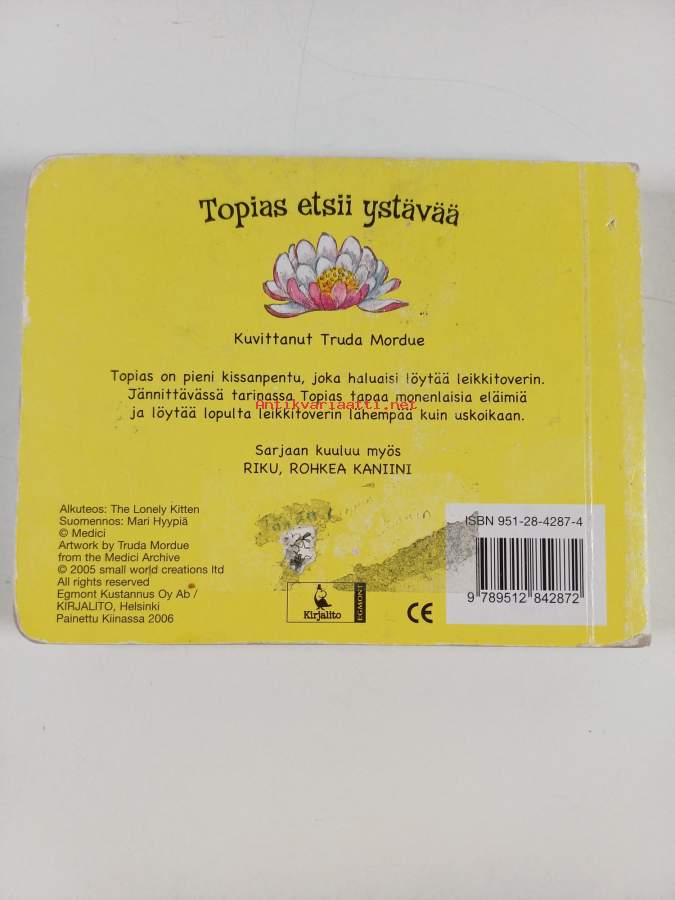 Topias etsii ystävää
Kuvittanut Truda Mordue
Topias on pieni kissanpentu, joka haluaisi löytää leikkitoverin.
Jännittävässä tarinassa Topias tapaa monenlaisia eläimiä
Antikvariaatti.net
ja löytää lopulta leikkitoverin lähempää kuin uskoikaan.
Sarjaan kuuluu myös
RIKU, ROHKEA KANIINI
Alkuteos: The Lonely Kitten
Suomennos: Mari Hyypiä
© Medici
Artwork by Truda Mordue
from the Medici Archive
© 2005 small world creations ltd
All rights reserved
Egmont Kustannus Oy Ab /
KIRJALITO, Helsinki
Painettu Kiinassa 2006
Kirjalito
EGMONT
CE
ISBN 951-28-4287-4
9 789512 842872